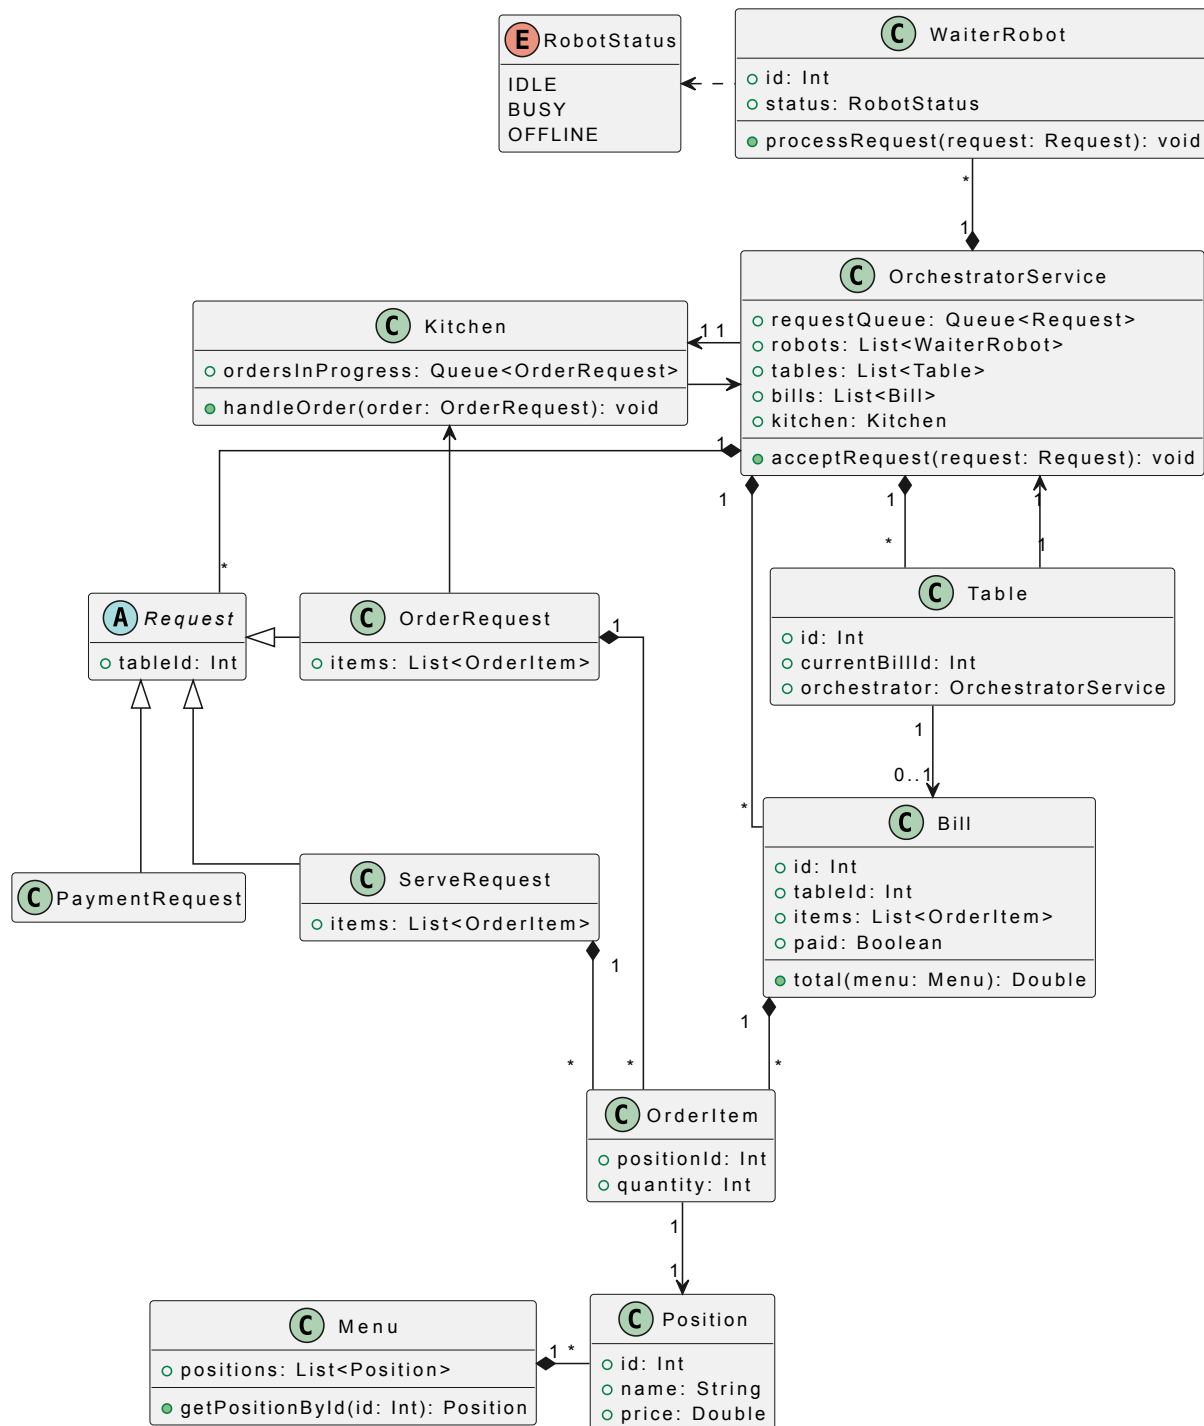 E RobotStatus
IDLE
BUSY
OFFLINE
C WaiterRobot
id: Int
status: RobotStatus
processRequest(request: Request): void
*
1
C OrchestratorService
requestQueue: Queue<Request>
robots: List<WaiterRobot>
tables: List<Table>
bills: List<Bill>
kitchen: Kitchen
acceptRequest(request: Request): void
C Kitchen
ordersInProgress: Queue<OrderRequest>
handleOrder(order: OrderRequest): void
1 1
1
*
1
*
1
*
1
1
A Request
tableId: Int
C OrderRequest
items: List<OrderItem>
1
*
C Table
id: Int
currentBillId: Int
orchestrator: OrchestratorService
1
0..1
C PaymentRequest
C ServeRequest
items: List<OrderItem>
1
*
C Bill
id: Int
tableId: Int
items: List<OrderItem>
paid: Boolean
total(menu: Menu): Double
1
*
C OrderItem
positionId: Int
quantity: Int
1
1
C Menu
positions: List<Position>
getPositionById(id: Int): Position
1 *
C Position
id: Int
name: String
price: Double